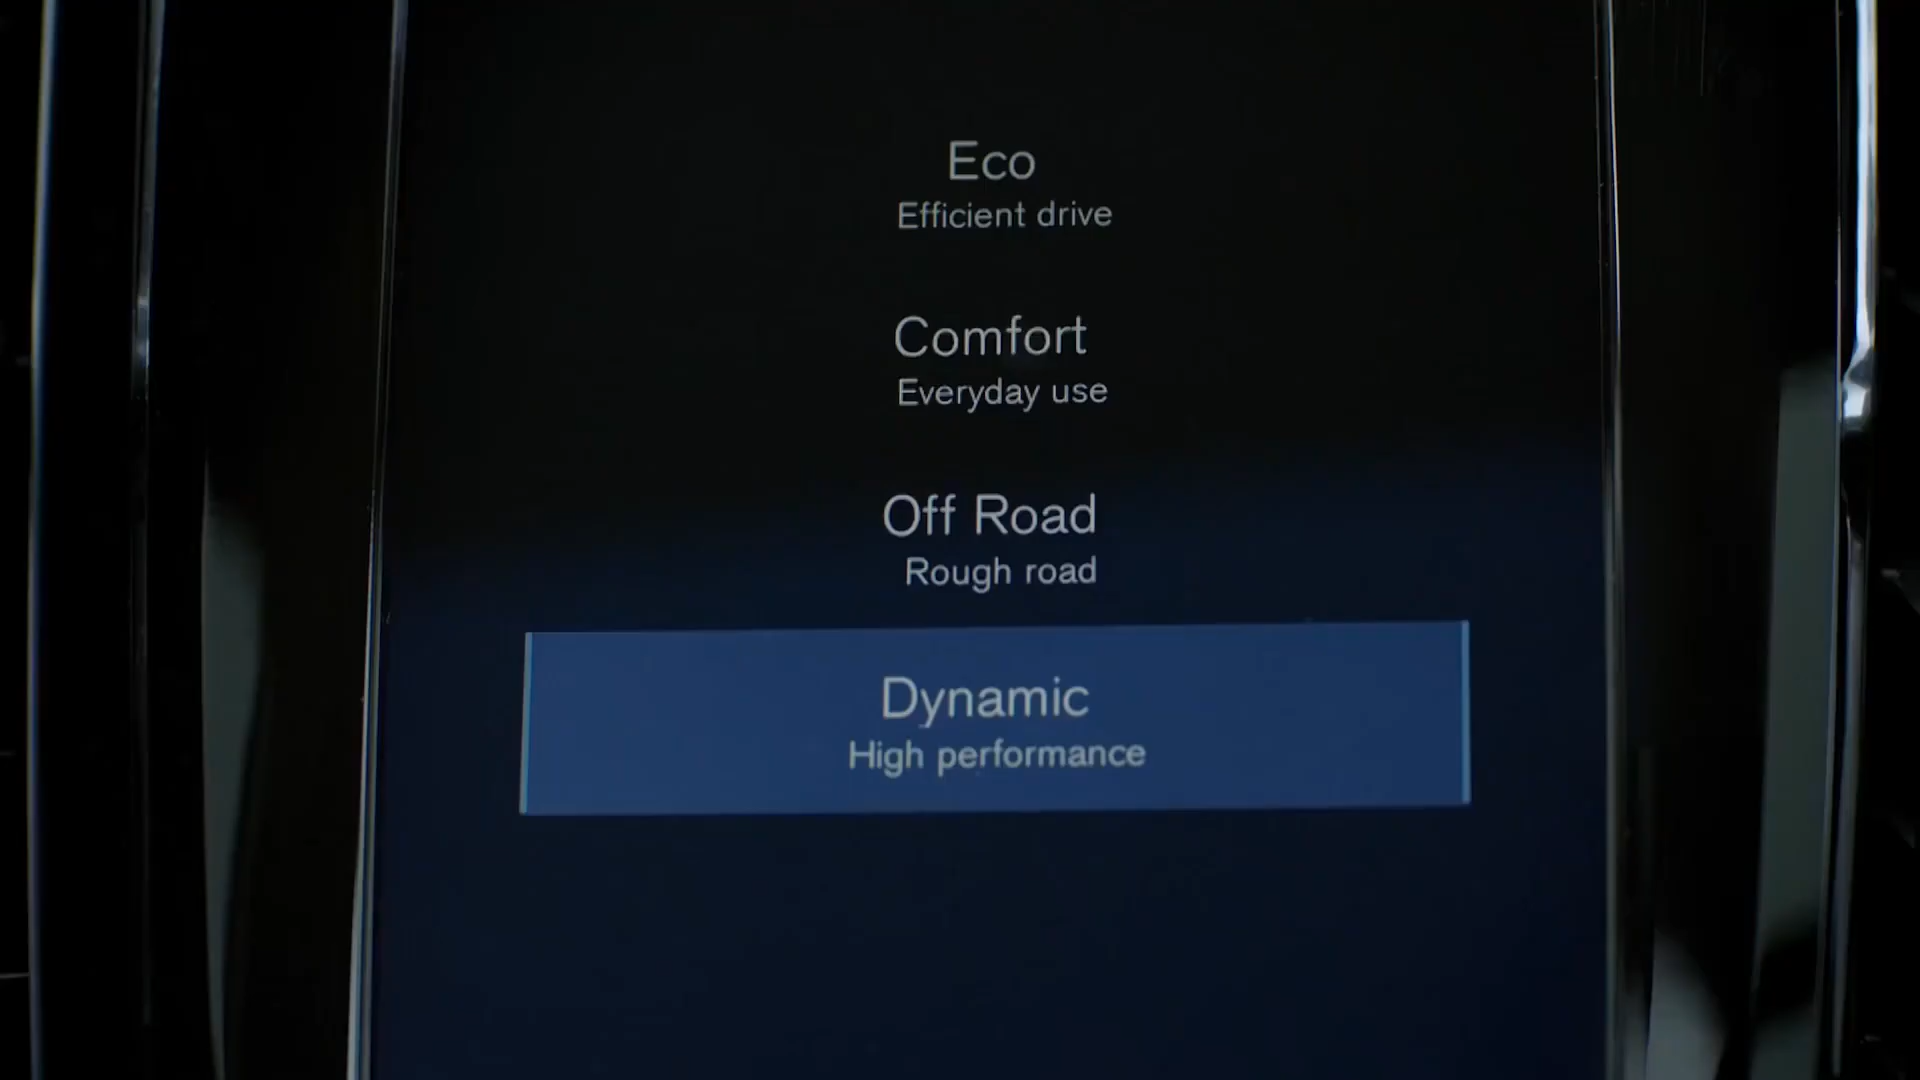 Eco
Efficient drive
Comfort
Everyday use
Off Road
Rough road
Dynamic
High performance